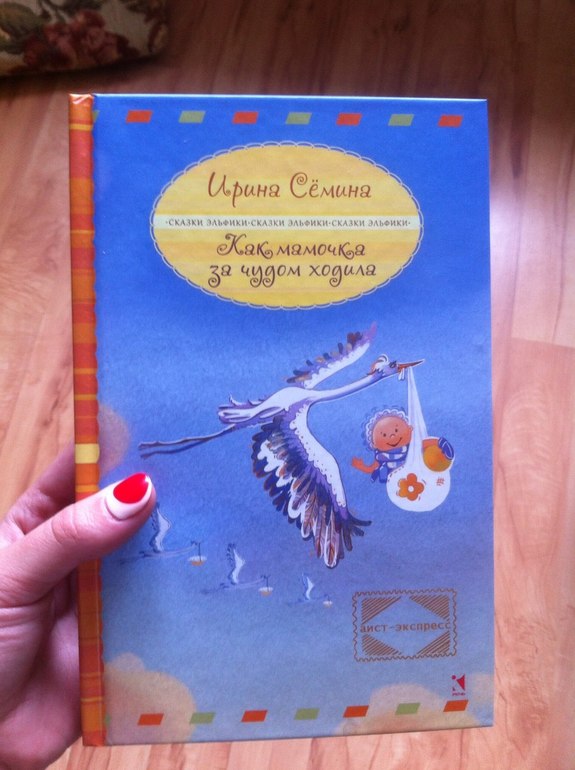 Ирина Сёмина
·СКАЗКИ ЭЛЬФИКИ·СКАЗКИ ЭЛЬФИКИ·СКАЗКИ ЭЛЬФИКИ·
Как мамочка
за чудом ходила
аист-экспресс